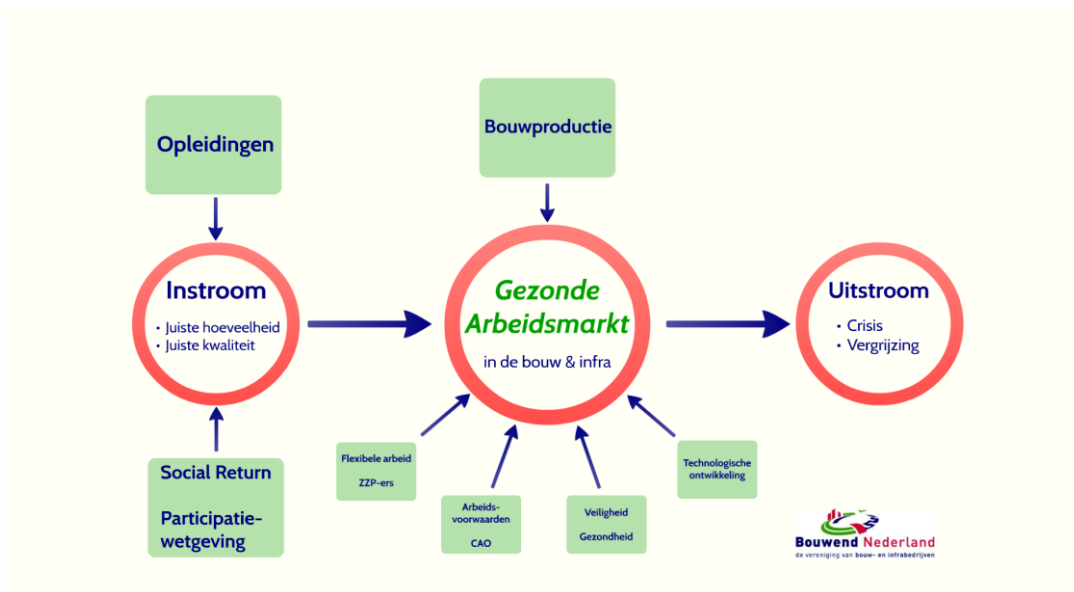 Opleidingen
Bouwproductie
Instroom
• Juiste hoeveelheid
• Juiste kwaliteit
Gezonde
Arbeidsmarkt
in de bouw & infra
Uitstroom
• Crisis
• Vergrijzing
Social Return
Participatie-
wetgeving
Flexibele arbeid
ZZP-ers
Arbeids-
voorwaarden
CAO
Veiligheid
Gezondheid
Technologische
ontwikkeling
Bouwend Nederland
de vereniging van bouw- en infrabedrijven